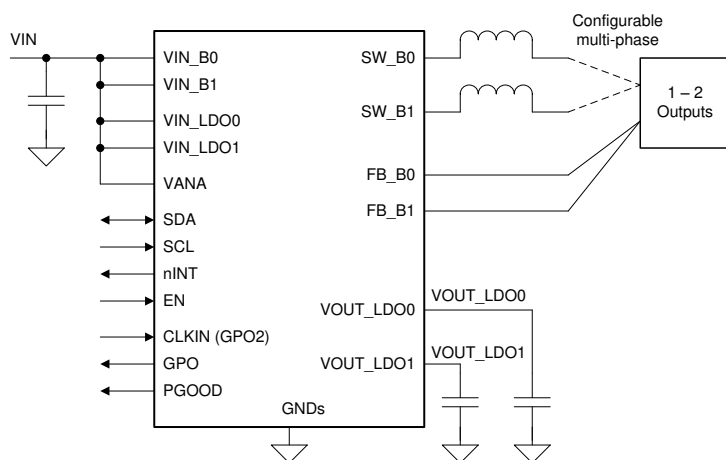 VIN
VIN_B0
VIN_B1
VIN_LDO0
VIN_LDO1
VANA
SDA
SCL
nINT
EN
CLKIN (GPO2)
GPO
PGOOD
GNDs
SW_B0
SW_B1
FB_B0
FB_B1
VOUT_LDO0
VOUT_LDO1
VOUT_LDO0
VOUT_LDO1
Configurable
multi-phase
1 – 2
Outputs